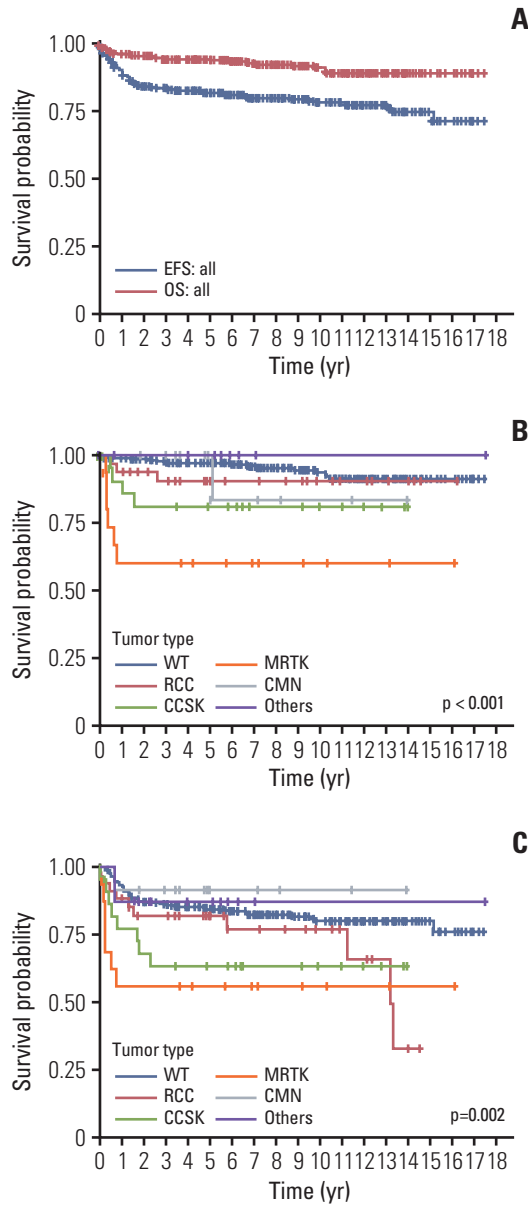 A
Survival probability
1.00
0.75
0.50
0.25
0
EFS: all
OS: all
0 1 2 3 4 5 6 7 8 9 10 11 12 13 14 15 16 17 18
Time (yr)
B
Survival probability
1.00
0.75
0.50
0.25
0
Tumor type
WT MRTK
RCC CMN
CCSK Others
p < 0.001
0 1 2 3 4 5 6 7 8 9 10 11 12 13 14 15 16 17 18
Time (yr)
C
Survival probability
1.00
0.75
0.50
0.25
0
Tumor type
WT MRTK
RCC CMN
CCSK Others
p=0.002
0 1 2 3 4 5 6 7 8 9 10 11 12 13 14 15 16 17 18
Time (yr)